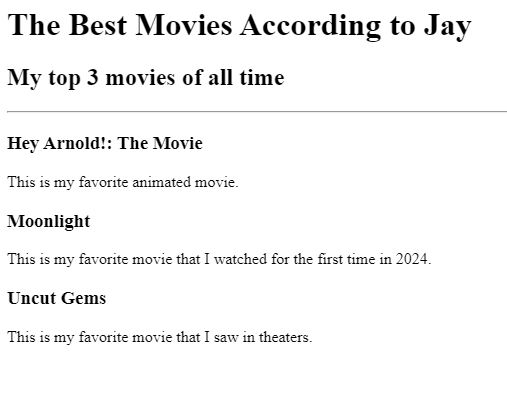 The Best Movies According to Jay
My top 3 movies of all time
Hey Arnold!: The Movie
This is my favorite animated movie.
Moonlight
This is my favorite movie that I watched for the first time in 2024.
Uncut Gems
This is my favorite movie that I saw in theaters.